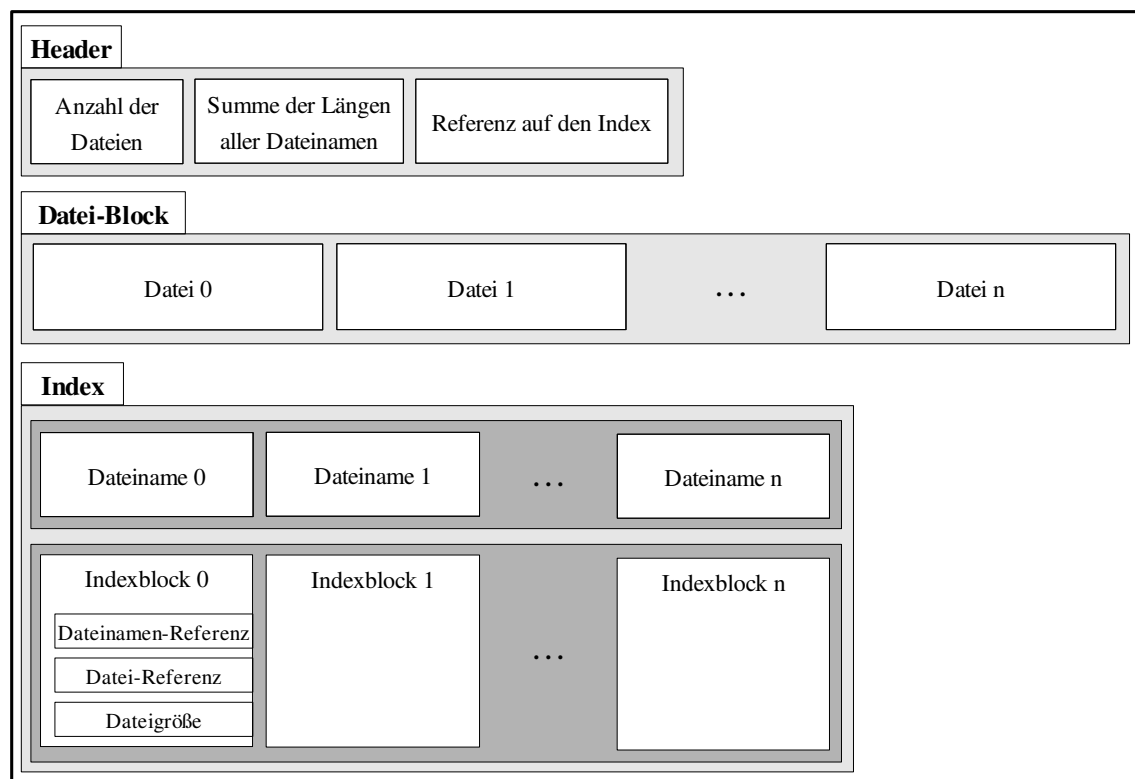 Header
Anzahl der
Dateien
Summe der Längen
aller Dateinamen
Referenz auf den Index
Datei-Block
Datei 0
Datei 1
...
Datei n
Index
Dateiname 0
Dateiname 1
...
Dateiname n
Indexblock 0
Dateinamen-Referenz
Datei-Referenz
Dateigröße
Indexblock 1
...
Indexblock n